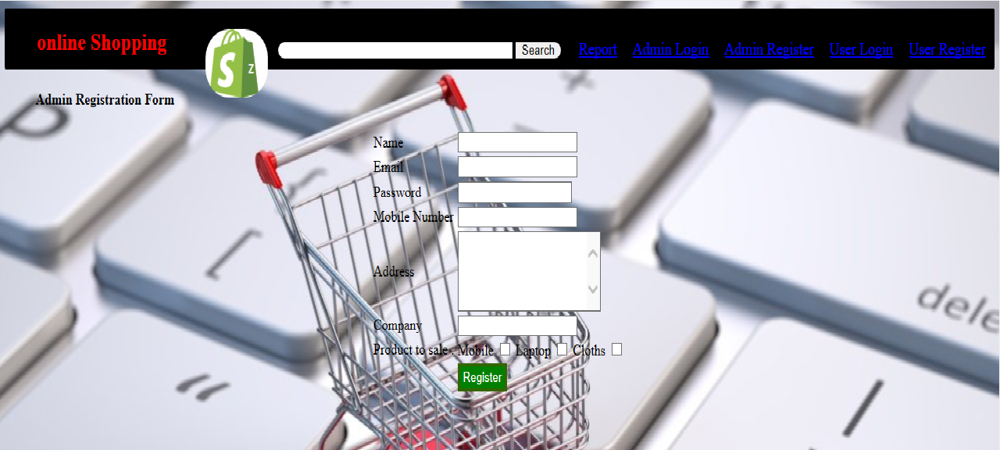 online Shopping
S
Z
Search
Report Admin Login Admin Register User Login User Register
Admin Registration Form
Name
Email
Password
Mobile Number
Address
Company
Product to sale : Mobile Laptop Cloths
Register
P
[
dele
“